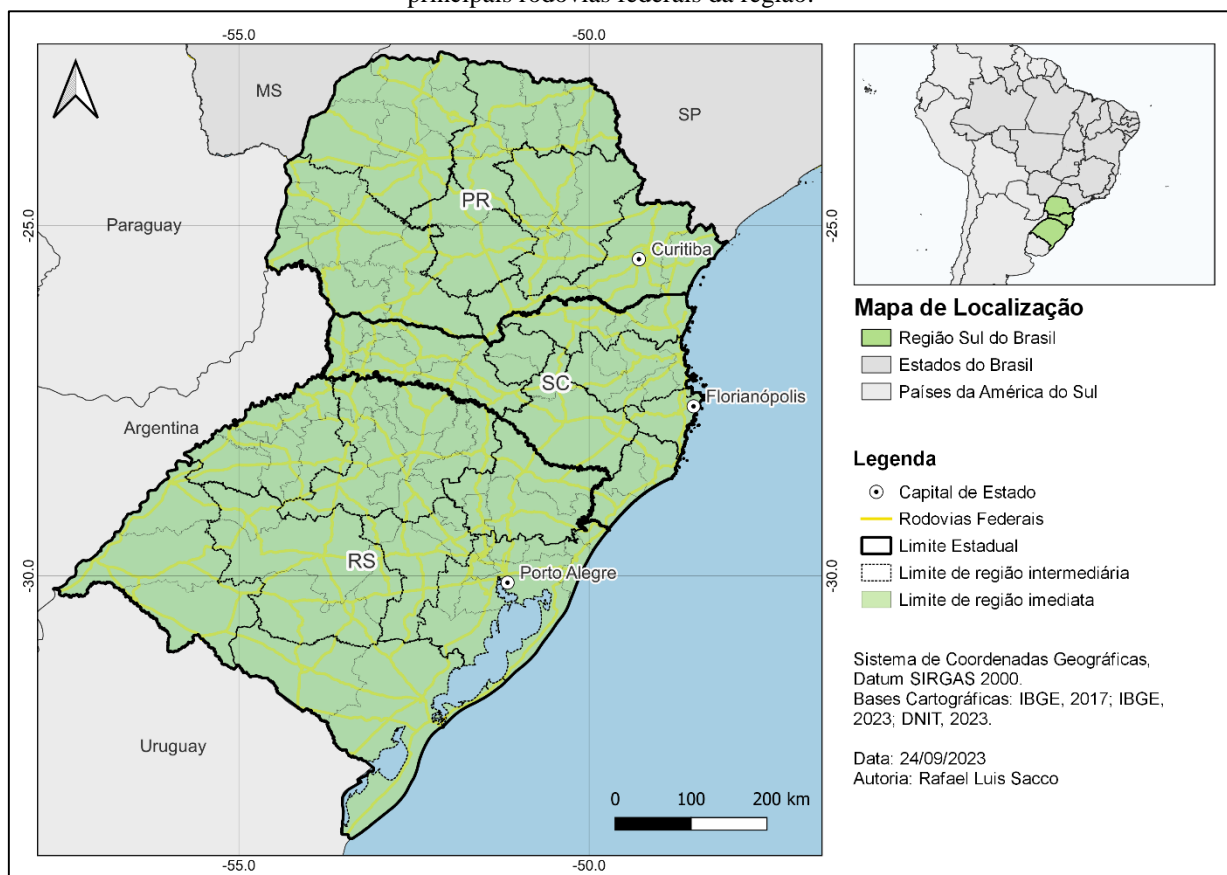 principais rodovias federais da região.
-55.0
-50.0
MS
SP
PR
Paraguay
-25.0
-25.0
Curitiba
SC
Florianópolis
Argentina
RS
Porto Alegre
-30.0
-30.0
Uruguay
0 100 200 km
-55.0
-50.0
Mapa de Localização
Região Sul do Brasil
Estados do Brasil
Países da América do Sul
Legenda
Capital de Estado
Rodovias Federais
Limite Estadual
Limite de região intermediária
Limite de região imediata
Sistema de Coordenadas Geográficas,
Datum SIRGAS 2000.
Bases Cartográficas: IBGE, 2017; IBGE,
2023; DNIT, 2023.
Data: 24/09/2023
Autoria: Rafael Luis Sacco